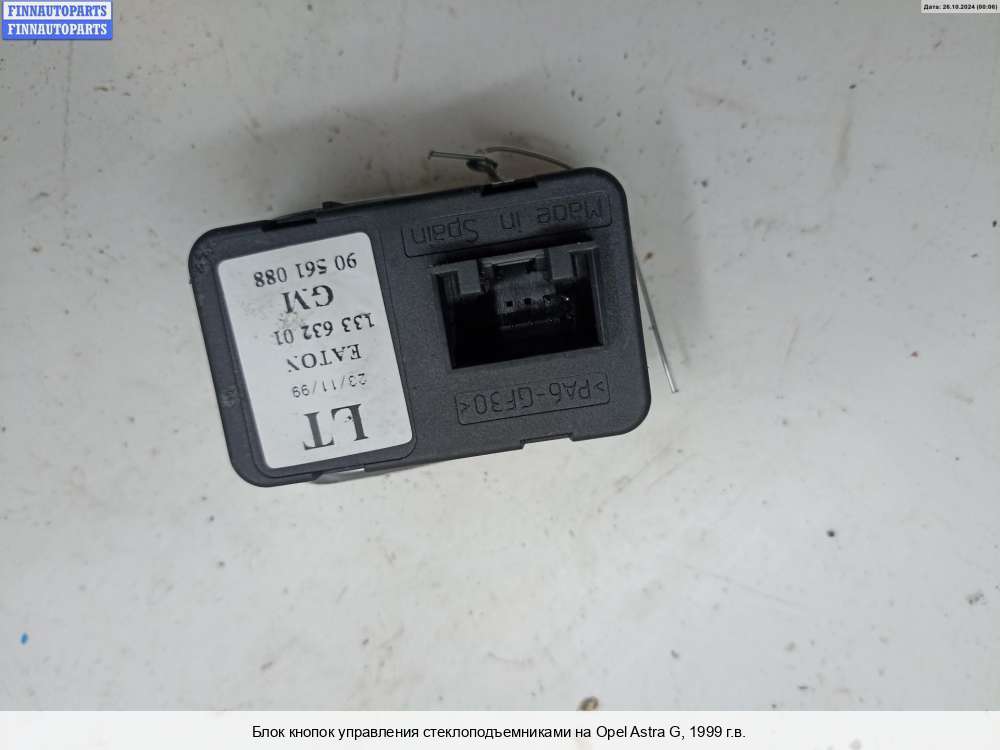 FINNAUTOPARTS
FINNAUTOPARTS
Дата: 26.10.2024 (00:06)
Made in Spain
90 561 088
GM
133 632 01
EATON
23/11/99
LT
>PA6-GF30<
Блок кнопок управления стеклоподъемниками на Opel Astra G, 1999 г.в.